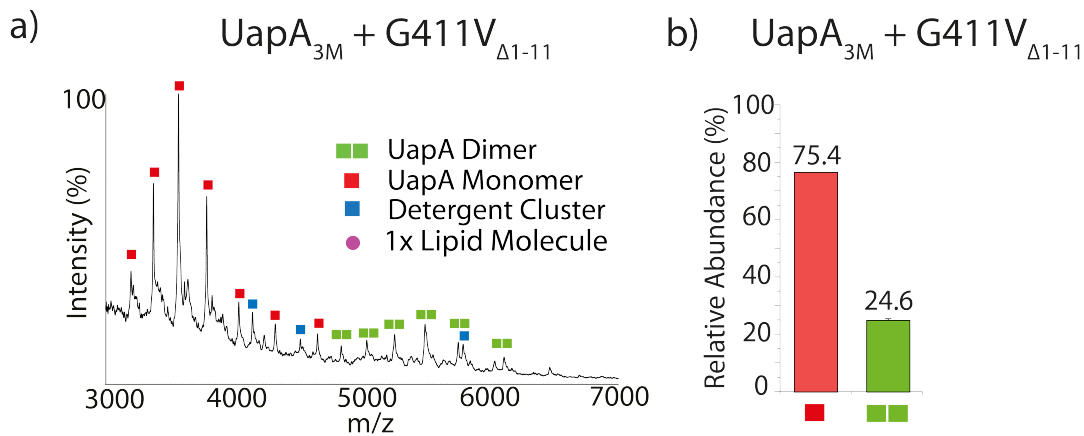 a) UapA3M + G411VΔ1-11
100
Intensity (%)
UapA Dimer
UapA Monomer
Detergent Cluster
1x Lipid Molecule
3000 4000 5000 6000 7000
m/z
b) UapA3M + G411VΔ1-11
Relative Abundance (%)
100
80
60
40
20
0
75.4
24.6